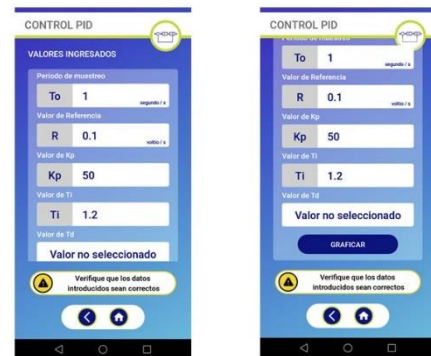 CONTROL PID
VALORES INGRESADOS
Período de muestreo
To 1 segundo / s
Valor de Referencia
R 0.1 voltio / s
Valor de Kp
Kp 50
Valor de Ti
Ti 1.2
Valor de Td
Valor no seleccionado
Verifique que los datos
introducidos sean correctos
CONTROL PID
To 1 segundo / s
Valor de Referencia
R 0.1 voltio / s
Valor de Kp
Kp 50
Valor de Ti
Ti 1.2
Valor de Td
Valor no seleccionado
GRAFICAR
Verifique que los datos
introducidos sean correctos